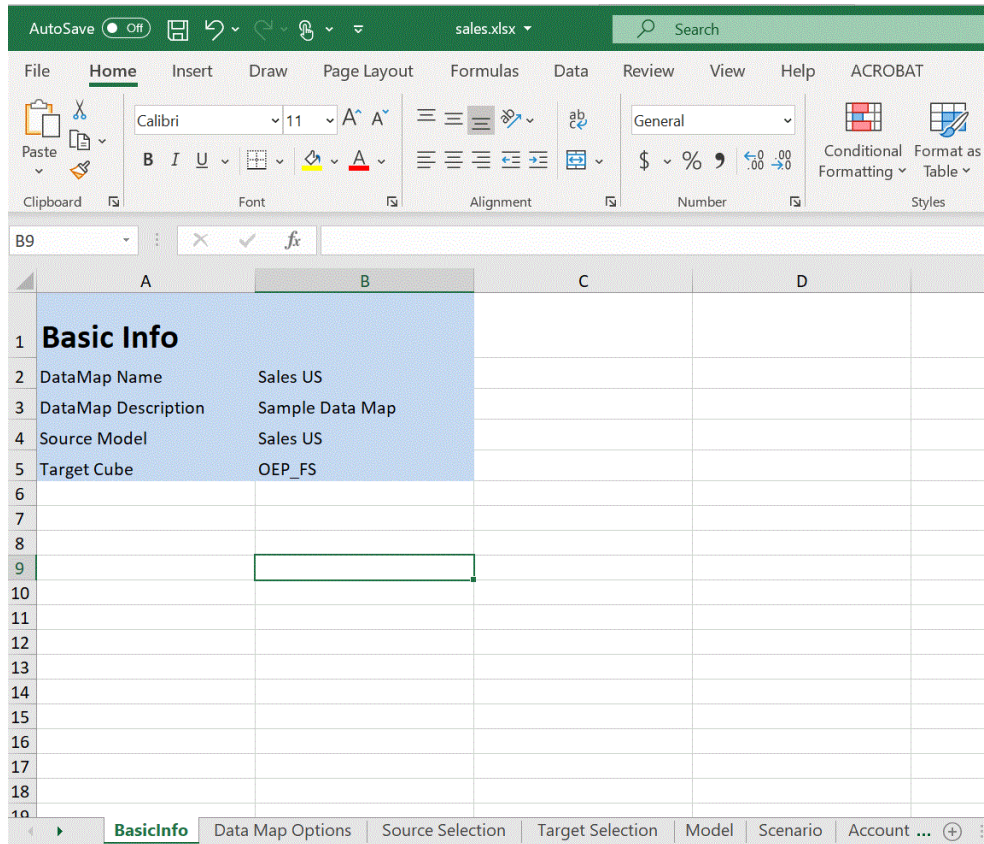 AutoSave Off sales.xlsx Search
File Home Insert Draw Page Layout Formulas Data Review View Help ACROBAT
Calibri 11 A A ab General
Paste B I U A $ % Conditional Format as
Formatting Table
Clipboard Font Alignment Number Styles
B9 fx
A B C D
1 Basic Info
2 DataMap Name Sales US
3 DataMap Description Sample Data Map
4 Source Model Sales US
5 Target Cube OEP_FS
6
7
8
9
10
11
12
13
14
15
16
17
18
19
BasicInfo Data Map Options Source Selection Target Selection Model Scenario Account ...